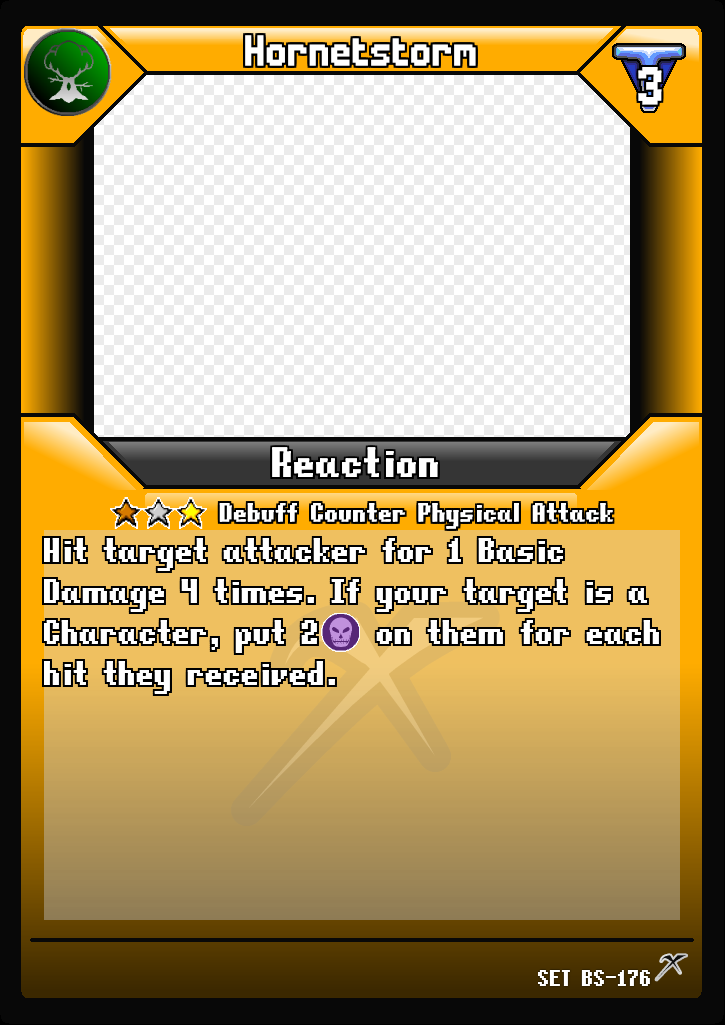 Hornetstorm
3
Reaction
Debuff Counter Physical Attack
Hit target attacker for 1 Basic
Damage 4 times. If your target is a
Character, put 2 on them for each
hit they received.
SET BS-176